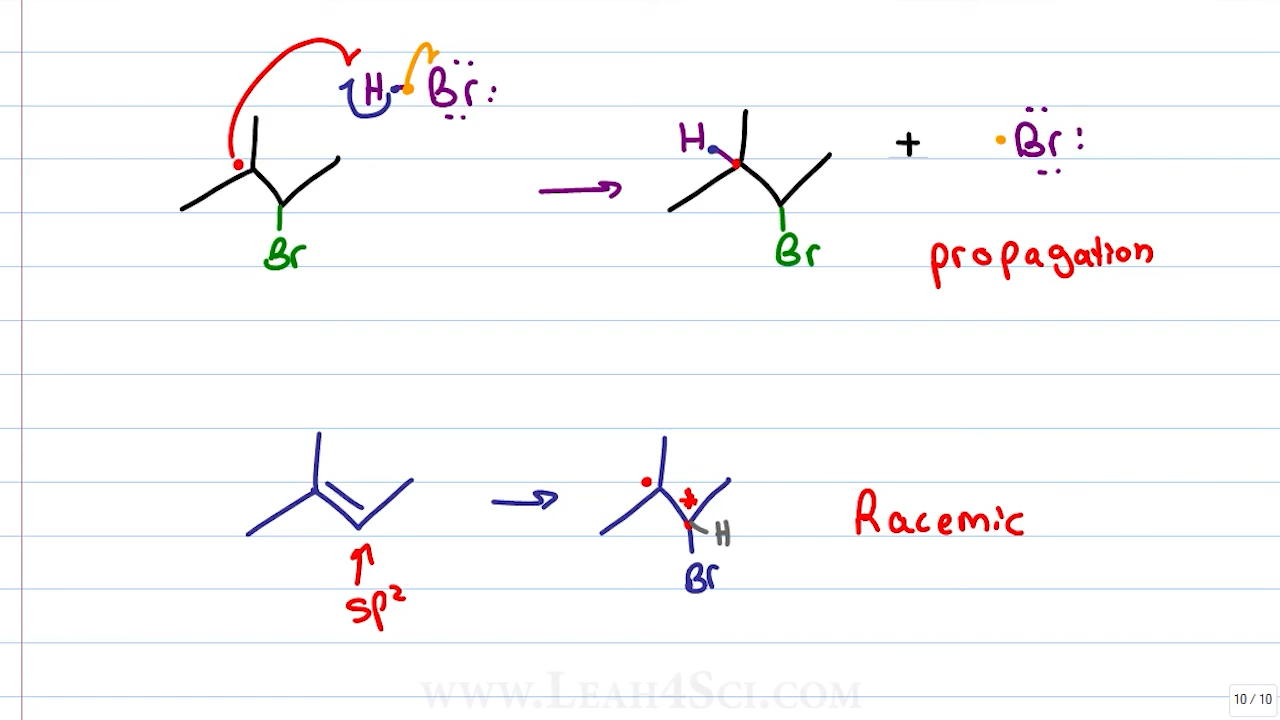 H Br
H + Br
Br Br
propagation
H Racemic
Br
sp²
www.Leah4Sci.com
10 / 10